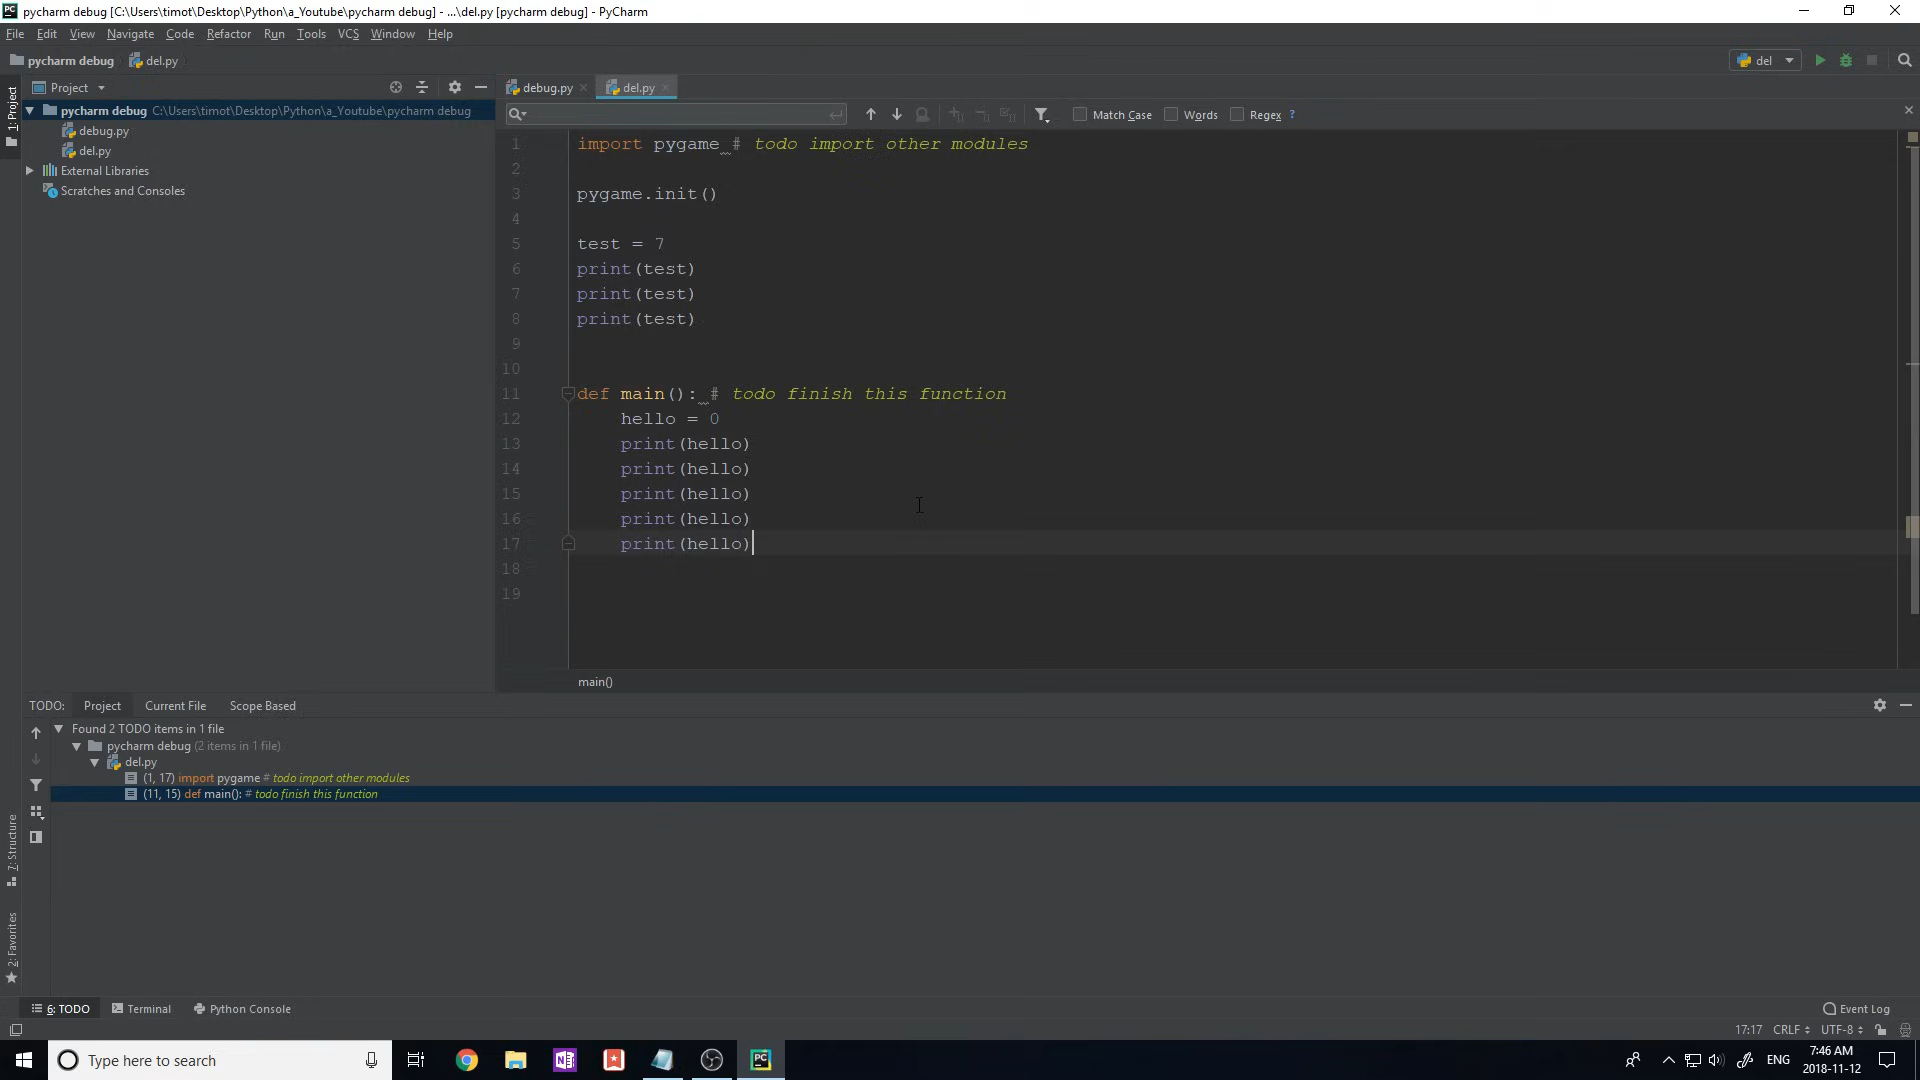 PC pycharm debug [C:\Users\timot\Desktop\Python\a_Youtube\pycharm debug] - ...\del.py [pycharm debug] - PyCharm
File Edit View Navigate Code Refactor Run Tools VCS Window Help
pycharm debug del.py del
1: Project
Project
debug.py del.py
pycharm debug C:\Users\timot\Desktop\Python\a_Youtube\pycharm debug
debug.py
del.py
External Libraries
Scratches and Consoles
Match Case Words Regex ?
1 import pygame # todo import other modules
2
3 pygame.init()
4
5 test = 7
6 print(test)
7 print(test)
8 print(test)
9
10
11 def main(): # todo finish this function
12 hello = 0
13 print(hello)
14 print(hello)
15 print(hello)
16 print(hello)
17 print(hello)
18
19
main()
TODO: Project Current File Scope Based
Found 2 TODO items in 1 file
pycharm debug (2 items in 1 file)
del.py
(1, 17) import pygame # todo import other modules
(11, 15) def main(): # todo finish this function
7: Structure
2: Favorites
6: TODO Terminal Python Console Event Log
17:17 CRLF UTF-8
Type here to search
N
PC
ENG
7:46 AM
2018-11-12